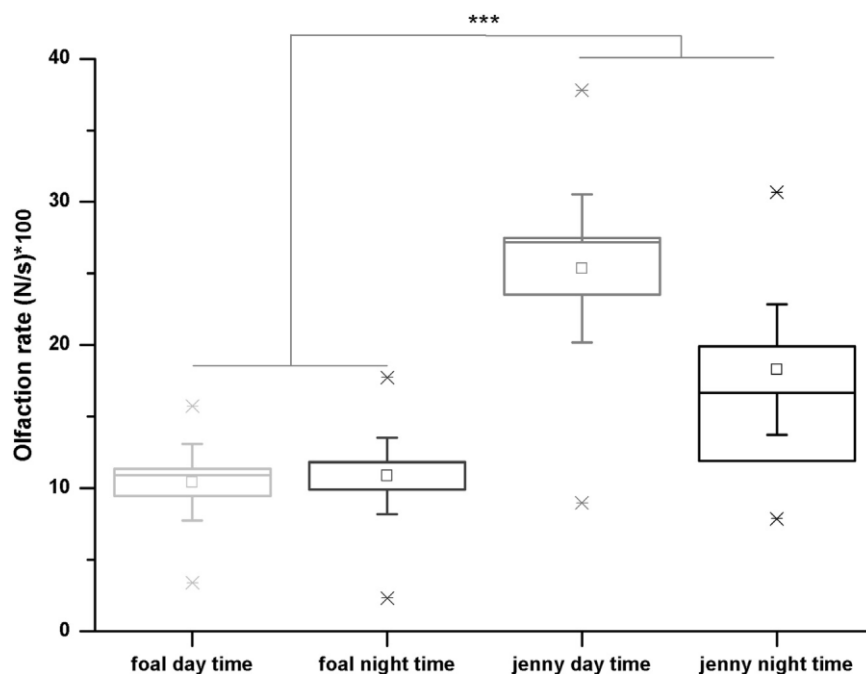 ***
Olfaction rate (N/s)*100
40
30
20
10
0
foal day time
foal night time
jenny day time
jenny night time